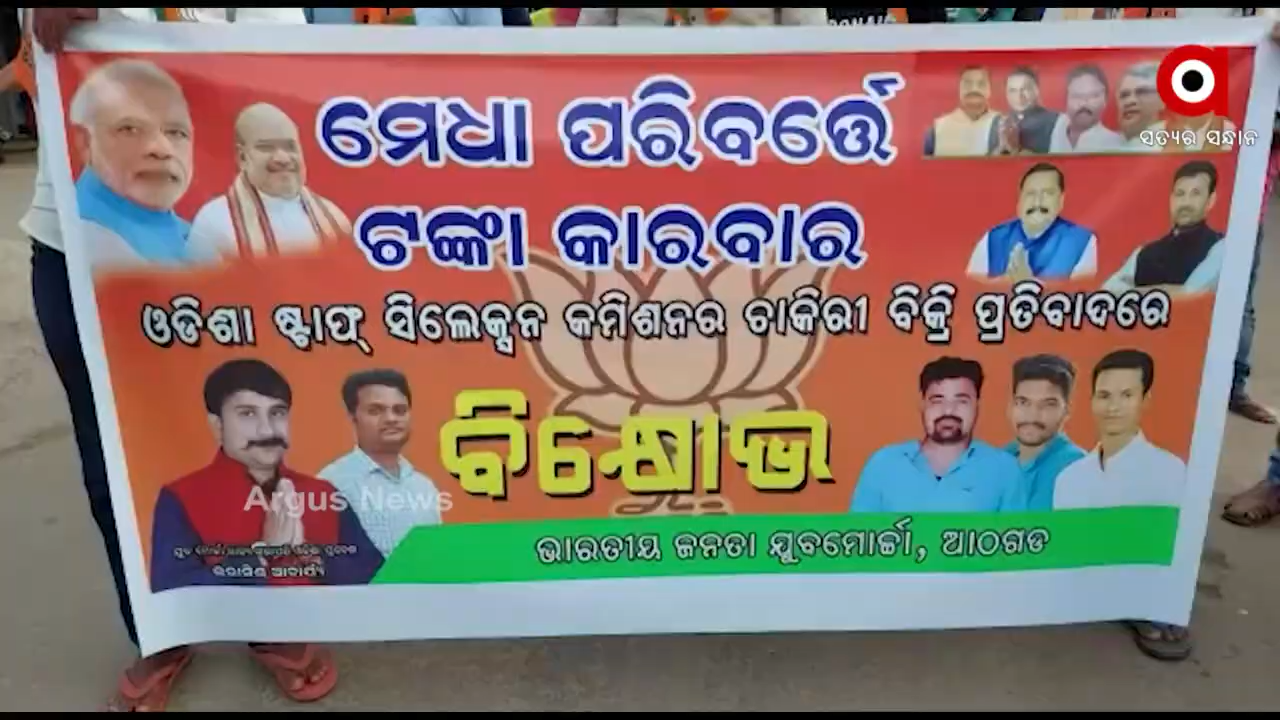 ମେଧା ପରିବର୍ତ୍ତେ
ସତ୍ୟର ସନ୍ଧାନ
ଟଙ୍କା କାରବାର
ଓଡିଶା ଷ୍ଟାଫ୍ ସିଲେକ୍ସନ କମିଶନର ଚାକିରୀ ବିକ୍ରି ପ୍ରତିବାଦରେ
ବିକ୍ଷୋଭ
Argus News
ଭାରତୀୟ ଜନତା ଯୁବମୋର୍ଚ୍ଚା, ଆଠଗଡ